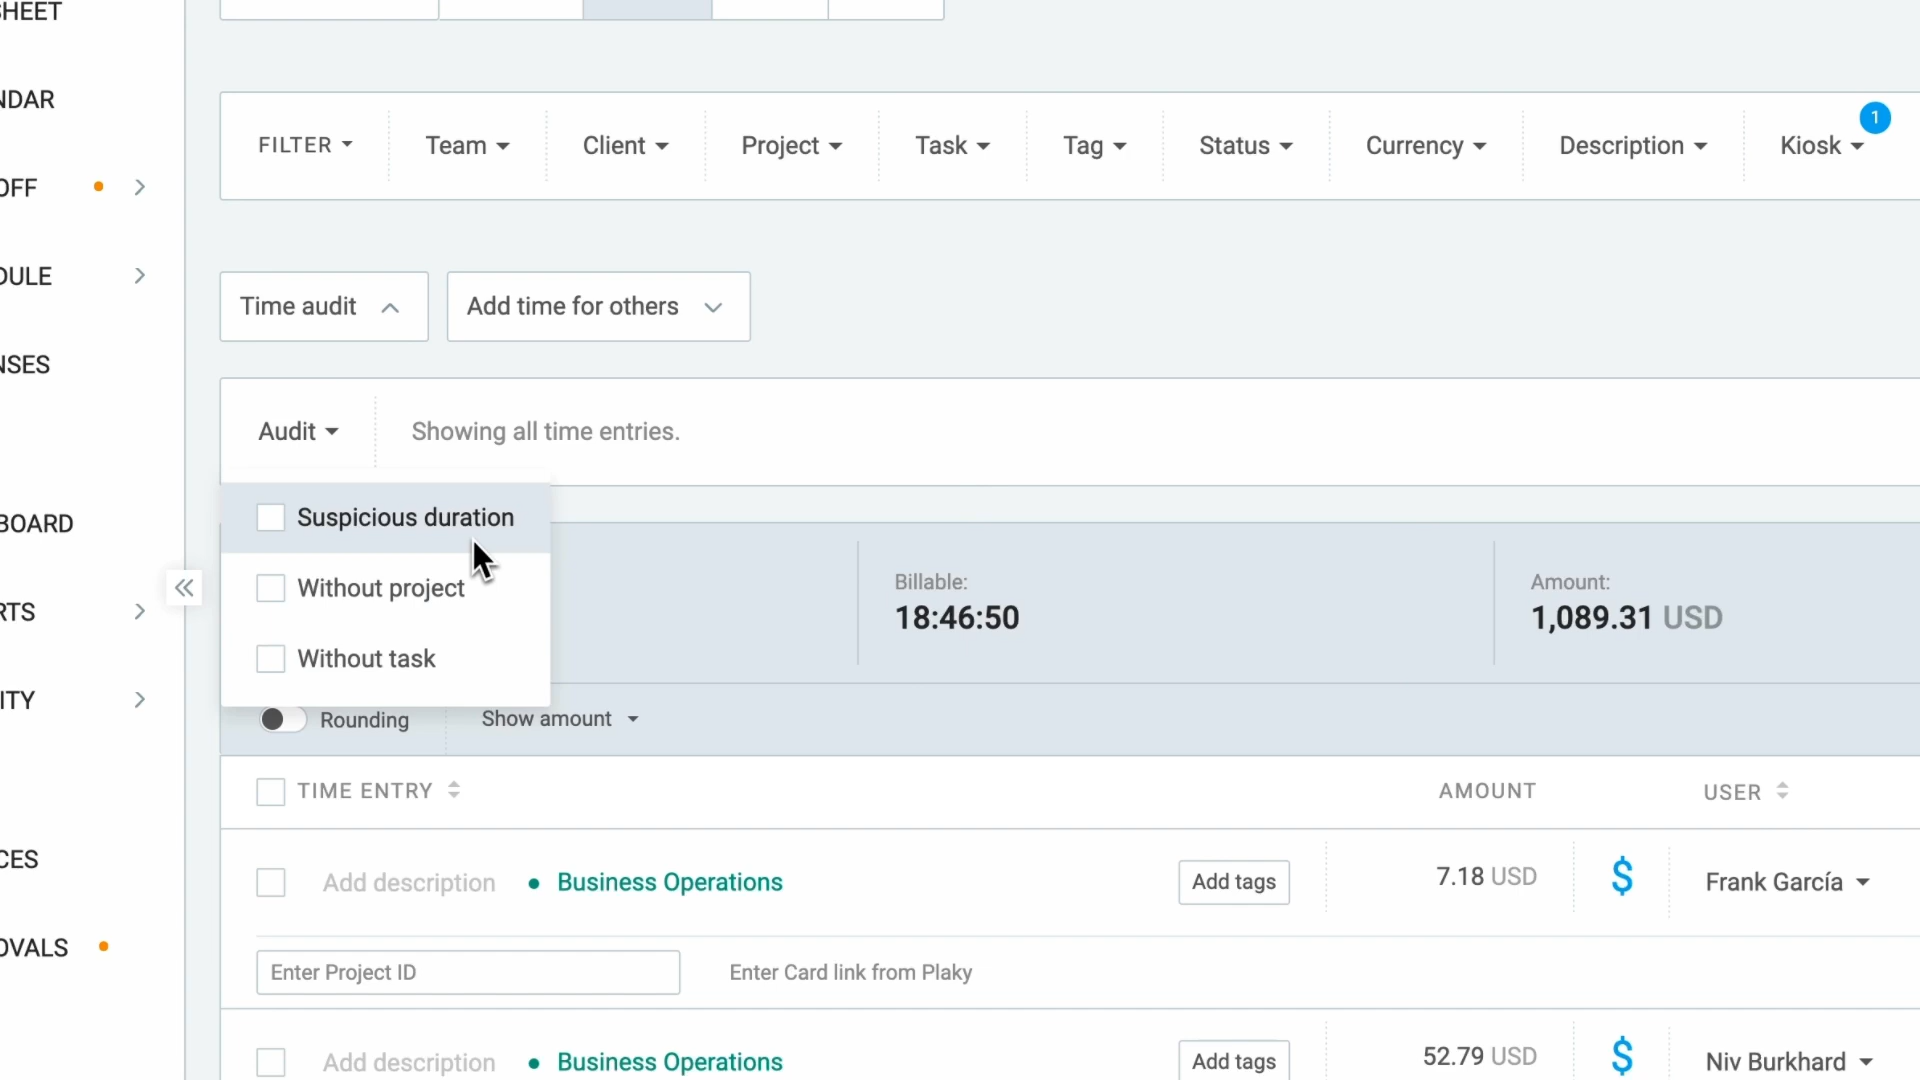 SHEET
NDAR
OFF
DULE
NSES
BOARD
RTS
ITY
CES
OVALS
FILTER
Team
Client
Project
Task
Tag
Status
Currency
Description
Kiosk
1
Time audit
Add time for others
Audit
Showing all time entries.
Suspicious duration
Without project
Without task
Billable:
18:46:50
Amount:
1,089.31 USD
Rounding
Show amount
TIME ENTRY
AMOUNT
USER
Add description
Business Operations
Add tags
7.18 USD
$
Frank García
Enter Project ID
Enter Card link from Plaky
Add description
Business Operations
Add tags
52.79 USD
$
Niv Burkhard